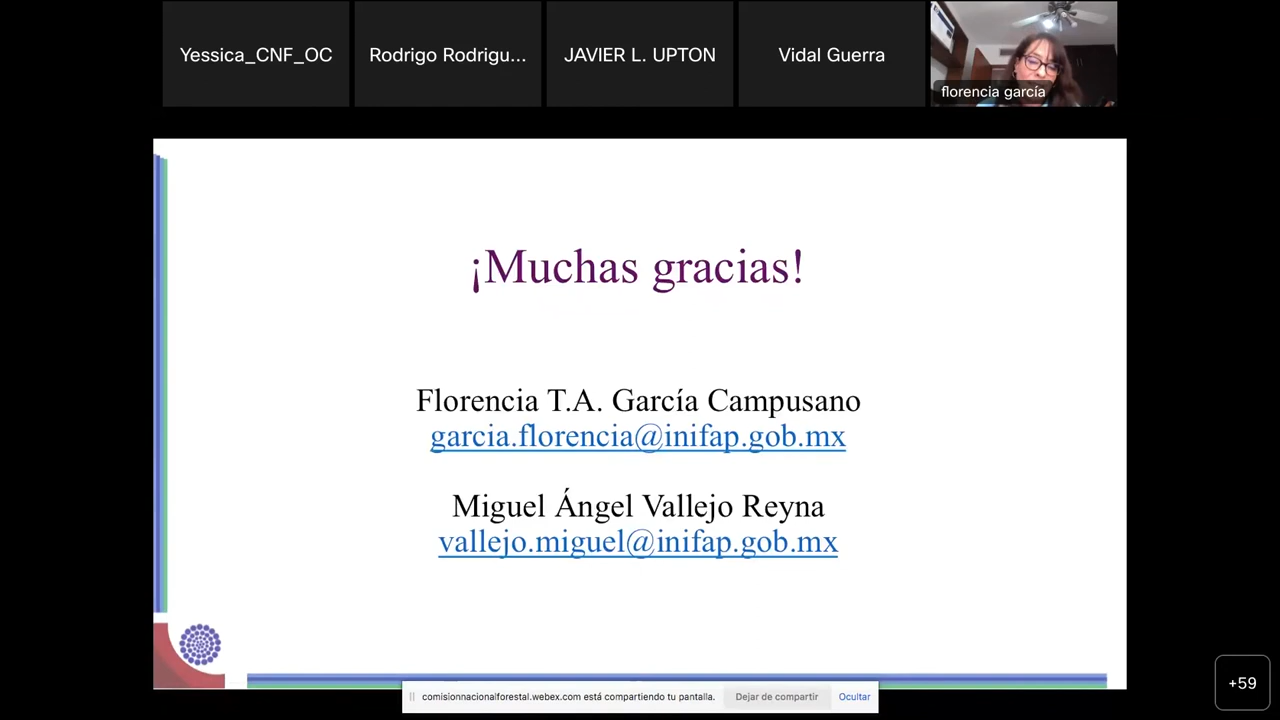 Yessica_CNF_OC
Rodrigo Rodrigu...
JAVIER L. UPTON
Vidal Guerra
florencia garcía
¡Muchas gracias!
Florencia T.A. García Campusano
garcia.florencia@inifap.gob.mx
Miguel Ángel Vallejo Reyna
vallejo.miguel@inifap.gob.mx
comisionnacionalforestal.webex.com está compartiendo tu pantalla.
Dejar de compartir
Ocultar
+59